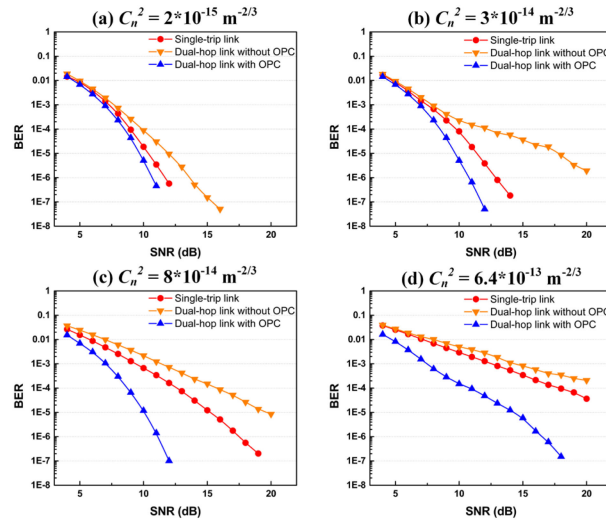 (a) Cₙ² = 2*10⁻¹⁵ m⁻²/³
Single-trip link
Dual-hop link without OPC
Dual-hop link with OPC
BER
1
0.1
0.01
1E-3
1E-4
1E-5
1E-6
1E-7
1E-8
5 10 15 20
SNR (dB)
(b) Cₙ² = 3*10⁻¹⁴ m⁻²/³
Single-trip link
Dual-hop link without OPC
Dual-hop link with OPC
BER
1
0.1
0.01
1E-3
1E-4
1E-5
1E-6
1E-7
1E-8
5 10 15 20
SNR (dB)
(c) Cₙ² = 8*10⁻¹⁴ m⁻²/³
Single-trip link
Dual-hop link without OPC
Dual-hop link with OPC
BER
1
0.1
0.01
1E-3
1E-4
1E-5
1E-6
1E-7
1E-8
5 10 15 20
SNR (dB)
(d) Cₙ² = 6.4*10⁻¹³ m⁻²/³
Single-trip link
Dual-hop link without OPC
Dual-hop link with OPC
BER
1
0.1
0.01
1E-3
1E-4
1E-5
1E-6
1E-7
1E-8
5 10 15 20
SNR (dB)